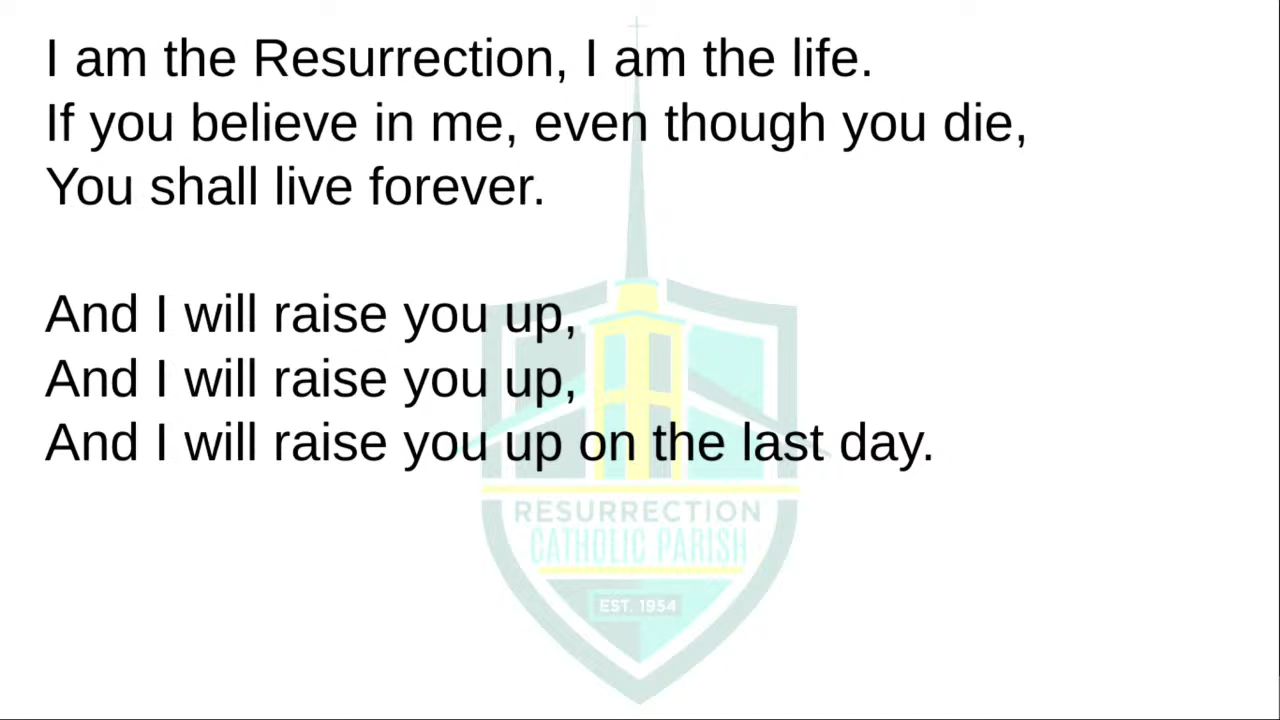 I am the Resurrection, I am the life.
If you believe in me, even though you die,
You shall live forever.
And I will raise you up,
And I will raise you up,
And I will raise you up on the last day.
RESURRECTION
CATHOLIC PARISH
EST. 1954